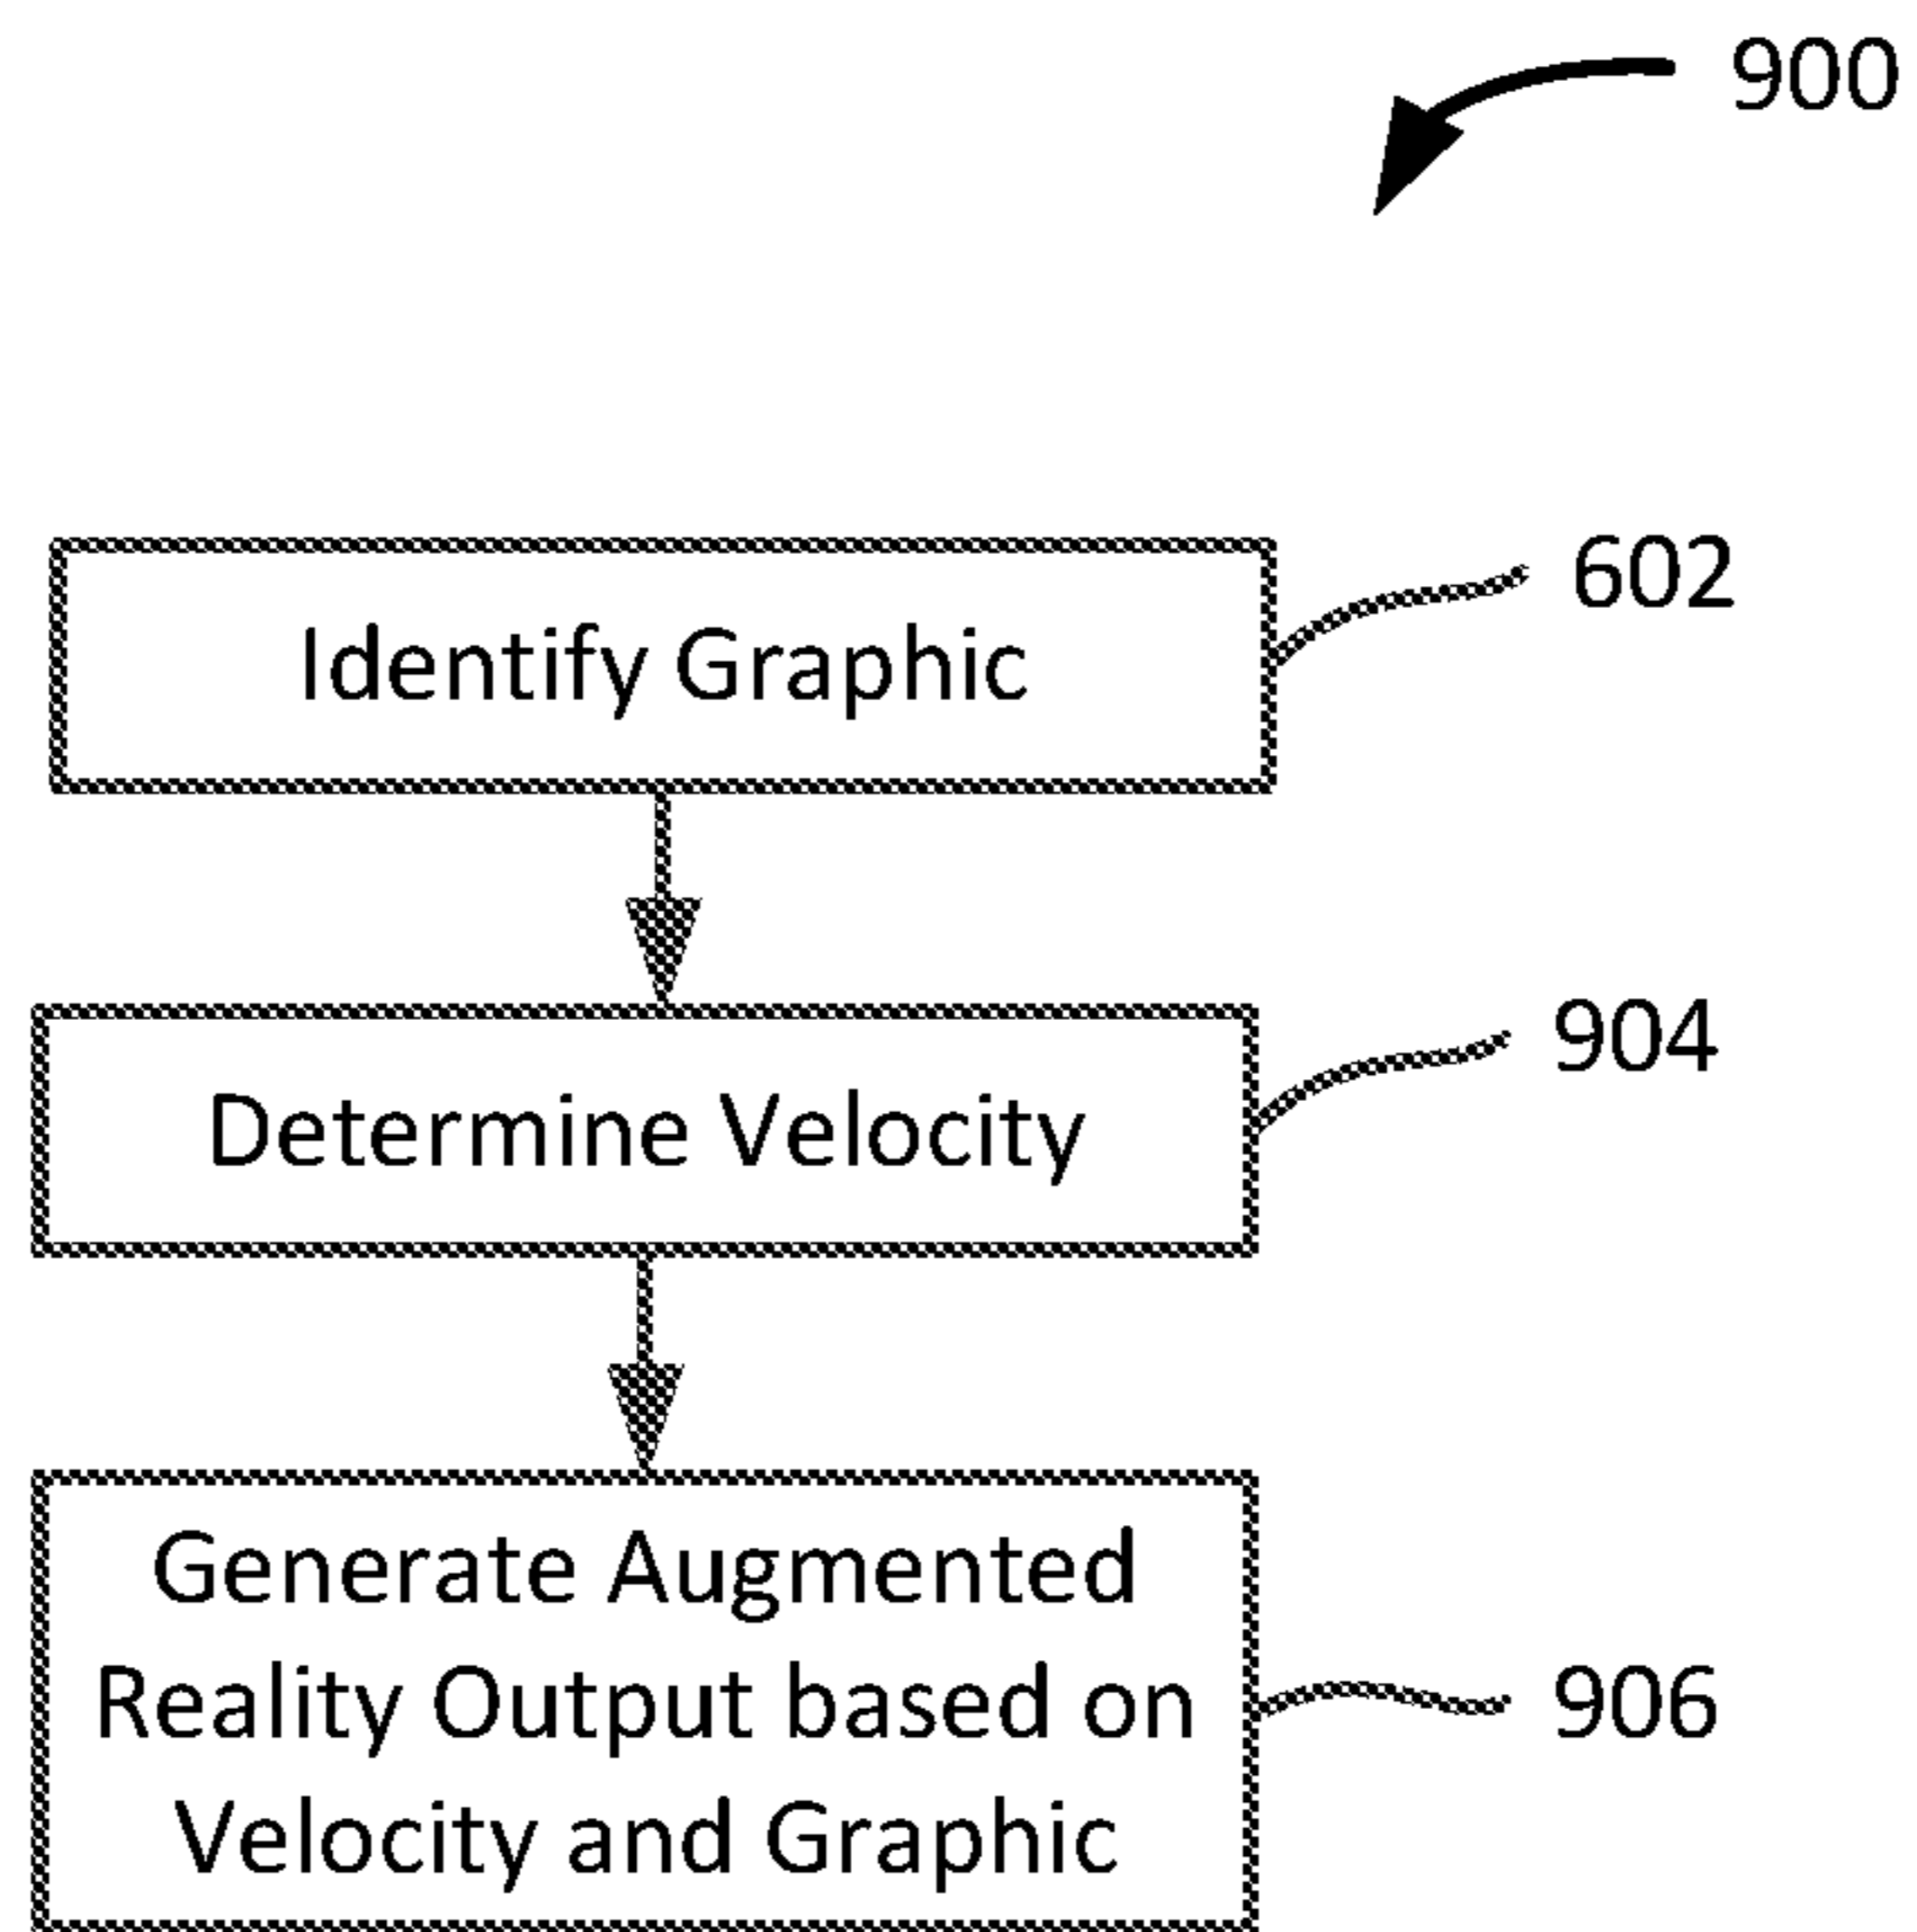 900
Identify Graphic
602
Determine Velocity
904
Generate Augmented
Reality Output based on
Velocity and Graphic
906